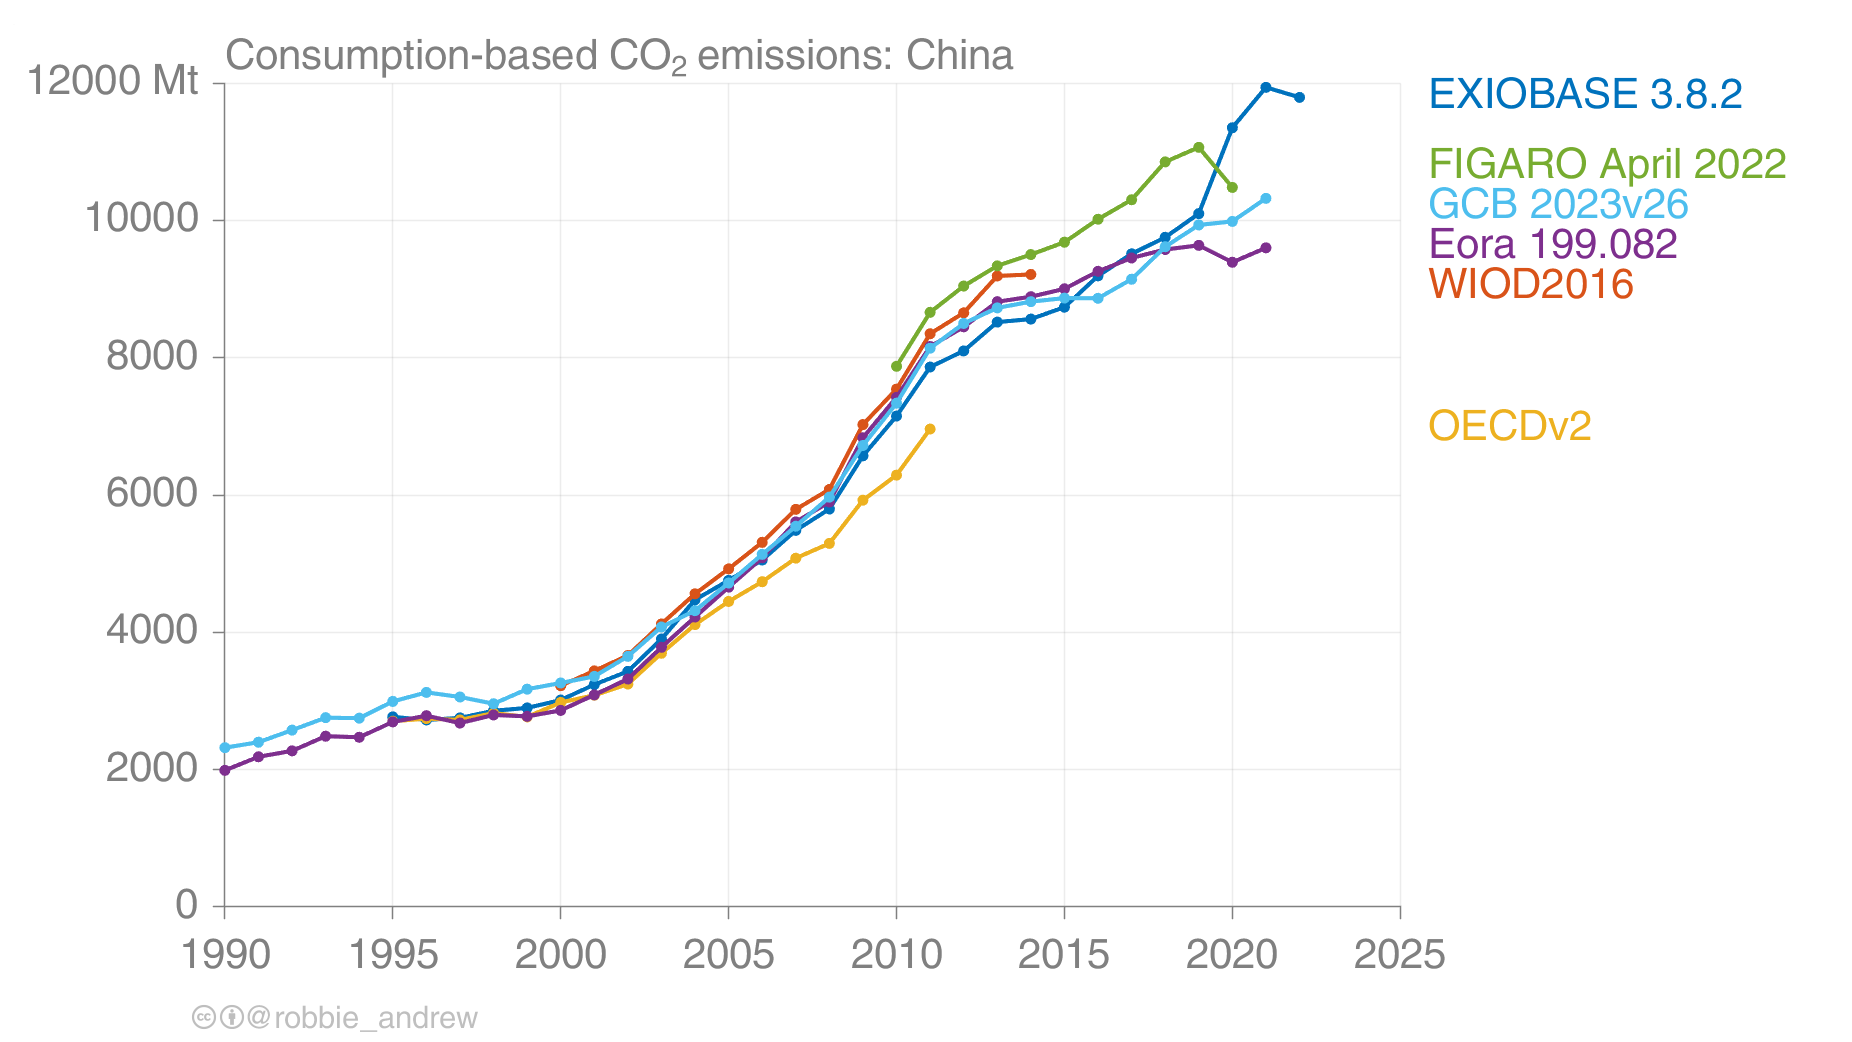 Consumption-based CO₂ emissions: China
12000 Mt
10000
8000
6000
4000
2000
0
1990 1995 2000 2005 2010 2015 2020 2025
EXIOBASE 3.8.2
FIGARO April 2022
GCB 2023v26
Eora 199.082
WIOD2016
OECDv2
cc @robbie_andrew